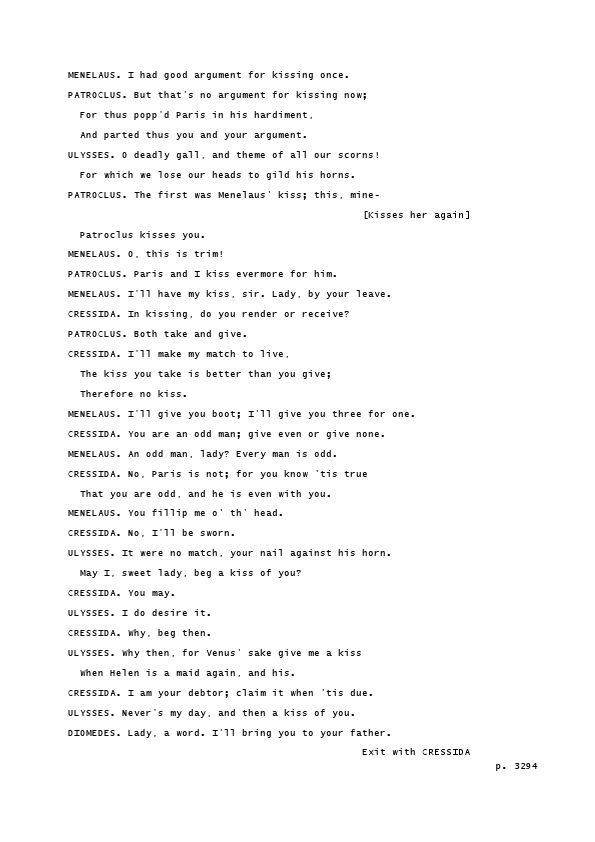 MENELAUS. I had good argument for kissing once.
PATROCLUS. But that's no argument for kissing now;
For thus popp'd Paris in his hardiment,
And parted thus you and your argument.
ULYSSES. O deadly gall, and theme of all our scorns!
For which we lose our heads to gild his horns.
PATROCLUS. The first was Menelaus' kiss; this, mine-
[Kisses her again]
Patroclus kisses you.
MENELAUS. O, this is trim!
PATROCLUS. Paris and I kiss evermore for him.
MENELAUS. I'll have my kiss, sir. Lady, by your leave.
CRESSIDA. In kissing, do you render or receive?
PATROCLUS. Both take and give.
CRESSIDA. I'll make my match to live,
The kiss you take is better than you give;
Therefore no kiss.
MENELAUS. I'll give you boot; I'll give you three for one.
CRESSIDA. You are an odd man; give even or give none.
MENELAUS. An odd man, lady? Every man is odd.
CRESSIDA. No, Paris is not; for you know 'tis true
That you are odd, and he is even with you.
MENELAUS. You fillip me o' th' head.
CRESSIDA. No, I'll be sworn.
ULYSSES. It were no match, your nail against his horn.
May I, sweet lady, beg a kiss of you?
CRESSIDA. You may.
ULYSSES. I do desire it.
CRESSIDA. Why, beg then.
ULYSSES. Why then, for Venus' sake give me a kiss
When Helen is a maid again, and his.
CRESSIDA. I am your debtor; claim it when 'tis due.
ULYSSES. Never's my day, and then a kiss of you.
DIOMEDES. Lady, a word. I'll bring you to your father.
Exit with CRESSIDA
p. 3294